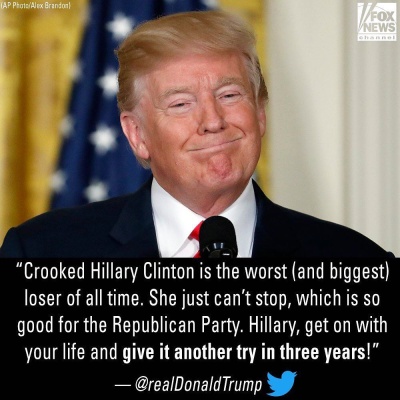 (AP Photo/Alex Brandon)
FOX
NEWS
channel
“Crooked Hillary Clinton is the worst (and biggest)
loser of all time. She just can’t stop, which is so
good for the Republican Party. Hillary, get on with
your life and give it another try in three years!”
— @realDonaldTrump